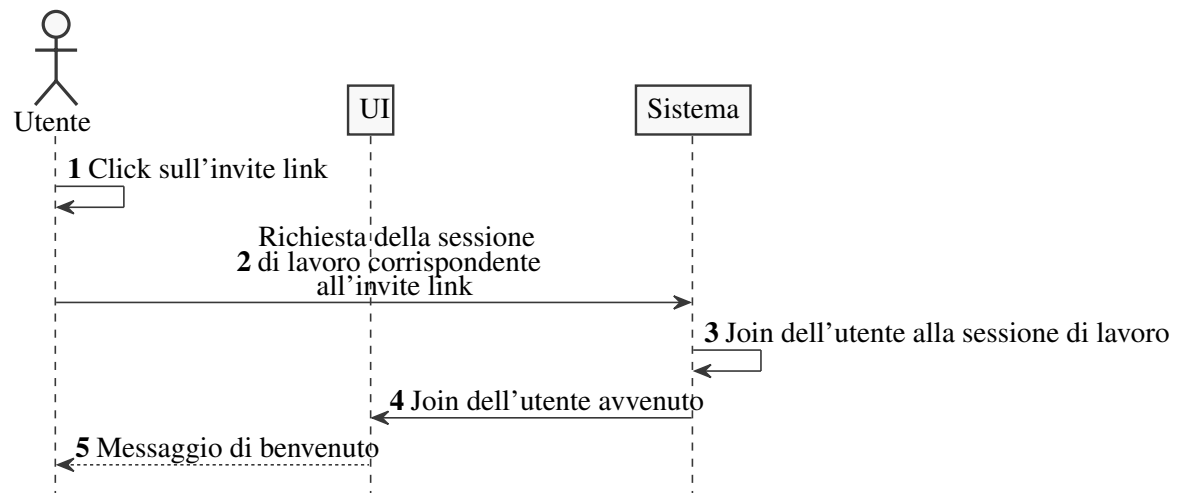 Utente
UI
Sistema
1 Click sull'invite link
Richiesta della sessione
2 di lavoro corrispondente
all'invite link
3 Join dell'utente alla sessione di lavoro
4 Join dell'utente avvenuto
5 Messaggio di benvenuto